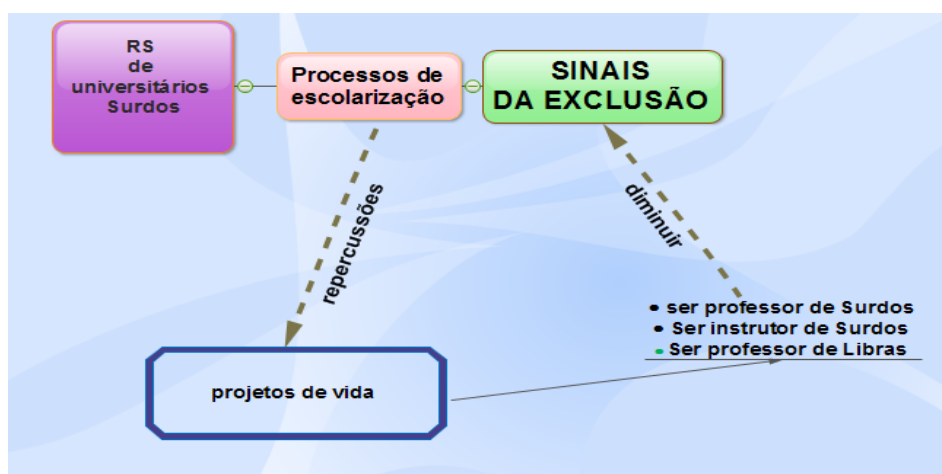 RS
de
universitários
Surdos
Processos de
escolarização
SINAIS
DA EXCLUSÃO
repercussões
diminuir
• ser professor de Surdos
• Ser instrutor de Surdos
• Ser professor de Libras
projetos de vida